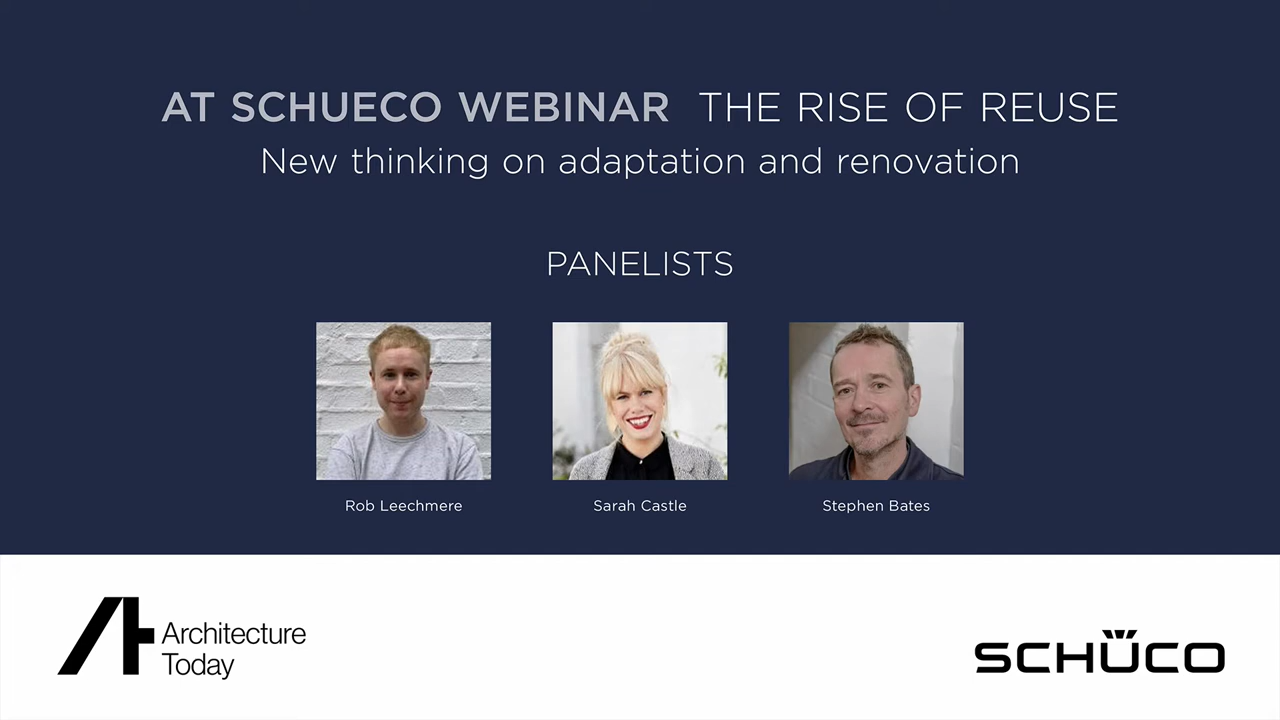 AT SCHUECO WEBINAR THE RISE OF REUSE
New thinking on adaptation and renovation
PANELISTS
Rob Leechmere
Sarah Castle
Stephen Bates
Architecture
Today
SCHÜCO